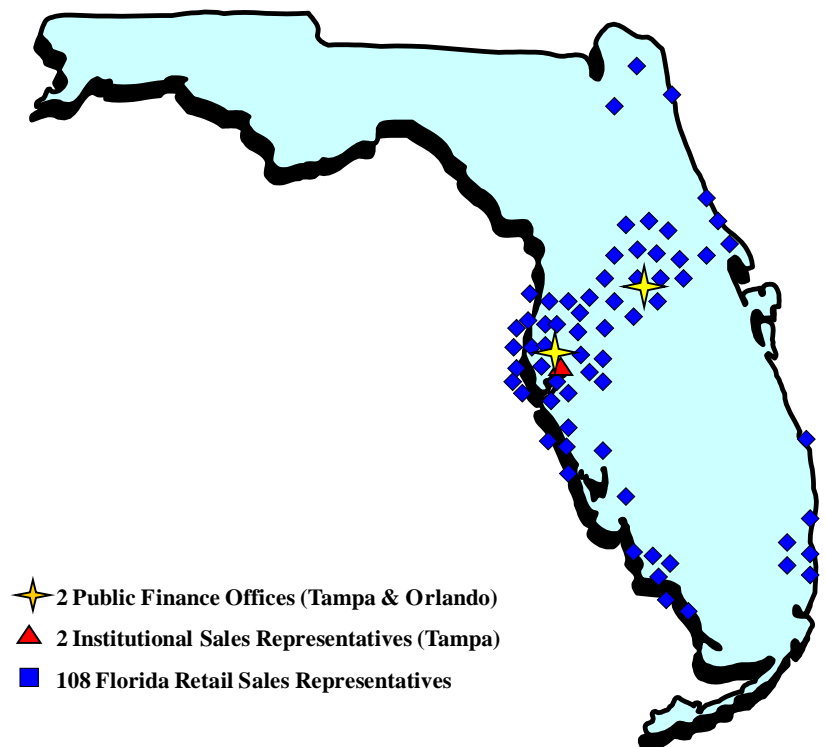 2 Public Finance Offices (Tampa & Orlando)
2 Institutional Sales Representatives (Tampa)
108 Florida Retail Sales Representatives